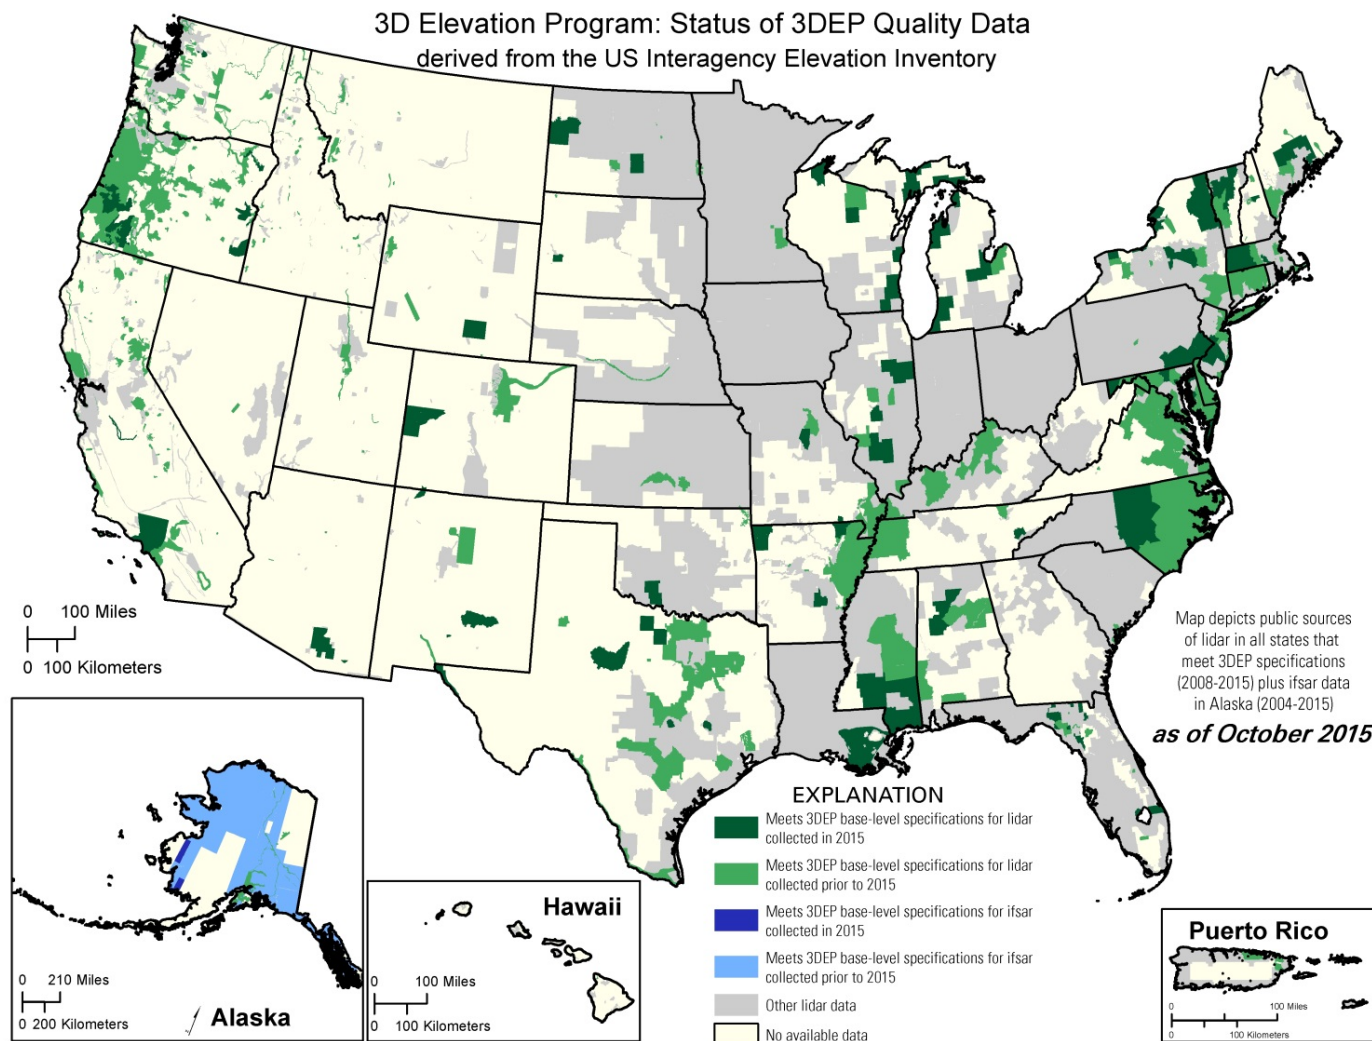 3D Elevation Program: Status of 3DEP Quality Data
derived from the US Interagency Elevation Inventory
0 100 Miles
0 100 Kilometers
Map depicts public sources
of lidar in all states that
meet 3DEP specifications
(2008-2015) plus ifsar data
in Alaska (2004-2015)
as of October 2015
EXPLANATION
Meets 3DEP base-level specifications for lidar
collected in 2015
Meets 3DEP base-level specifications for lidar
collected prior to 2015
Meets 3DEP base-level specifications for ifsar
collected in 2015
Meets 3DEP base-level specifications for ifsar
collected prior to 2015
Other lidar data
No available data
0 210 Miles
0 200 Kilometers
Alaska
Hawaii
0 100 Miles
0 100 Kilometers
Puerto Rico
0 100 Miles
0 100 Kilometers